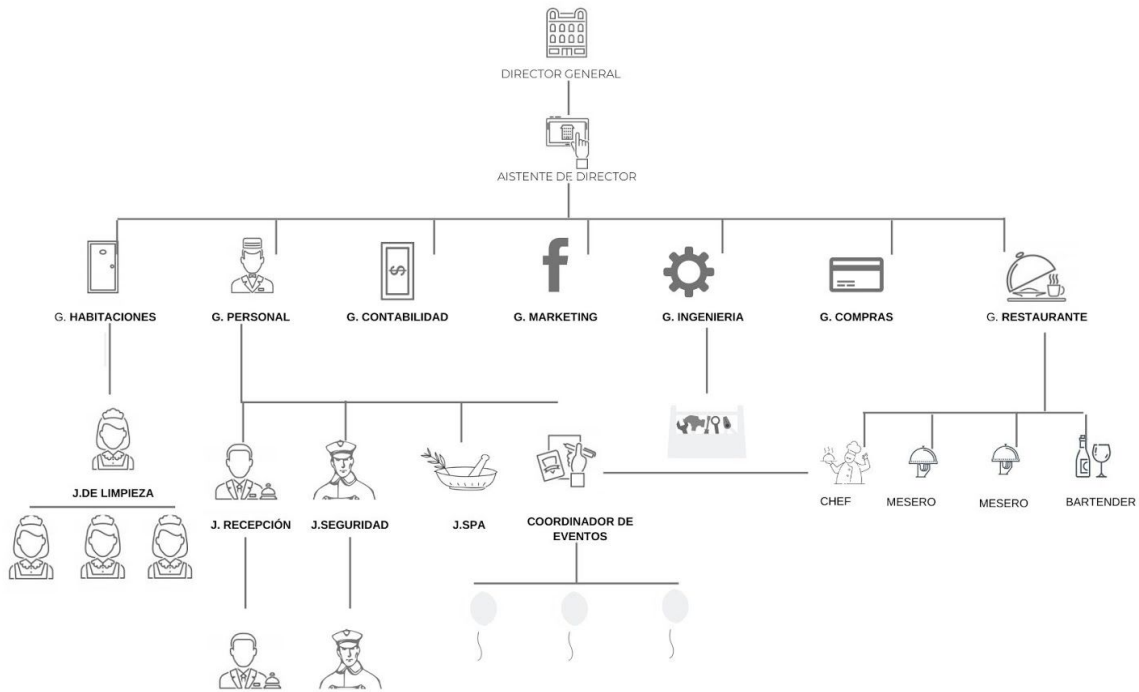 DIRECTOR GENERAL
AISTENTE DE DIRECTOR
G. HABITACIONES
G. PERSONAL
G. CONTABILIDAD
G. MARKETING
G. INGENIERIA
G. COMPRAS
G. RESTAURANTE
J.DE LIMPIEZA
J. RECEPCIÓN
J.SEGURIDAD
J.SPA
COORDINADOR DE
EVENTOS
CHEF
MESERO
MESERO
BARTENDER